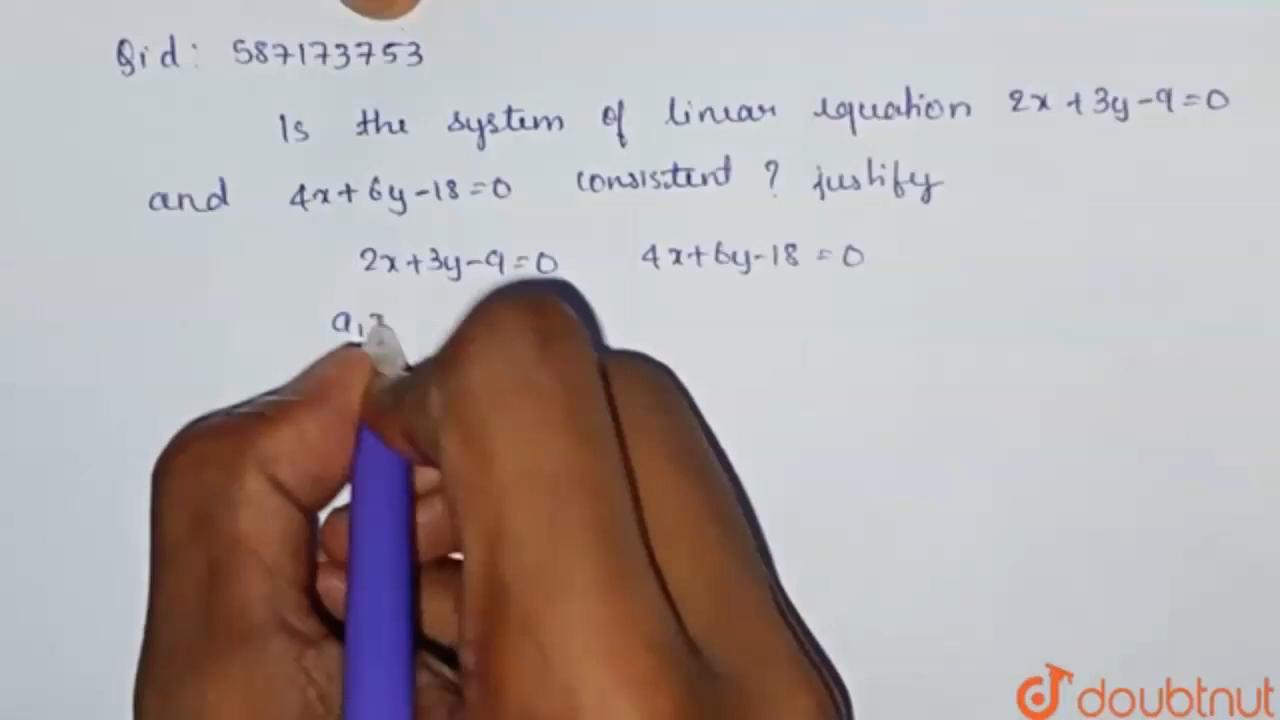 Qid: 587173753
Is the system of linear equation 2x+3y-9=0
and 4x+6y-18=0 consistent ? justify
2x+3y-9=0 4x+6y-18=0
a₁
doubtnut